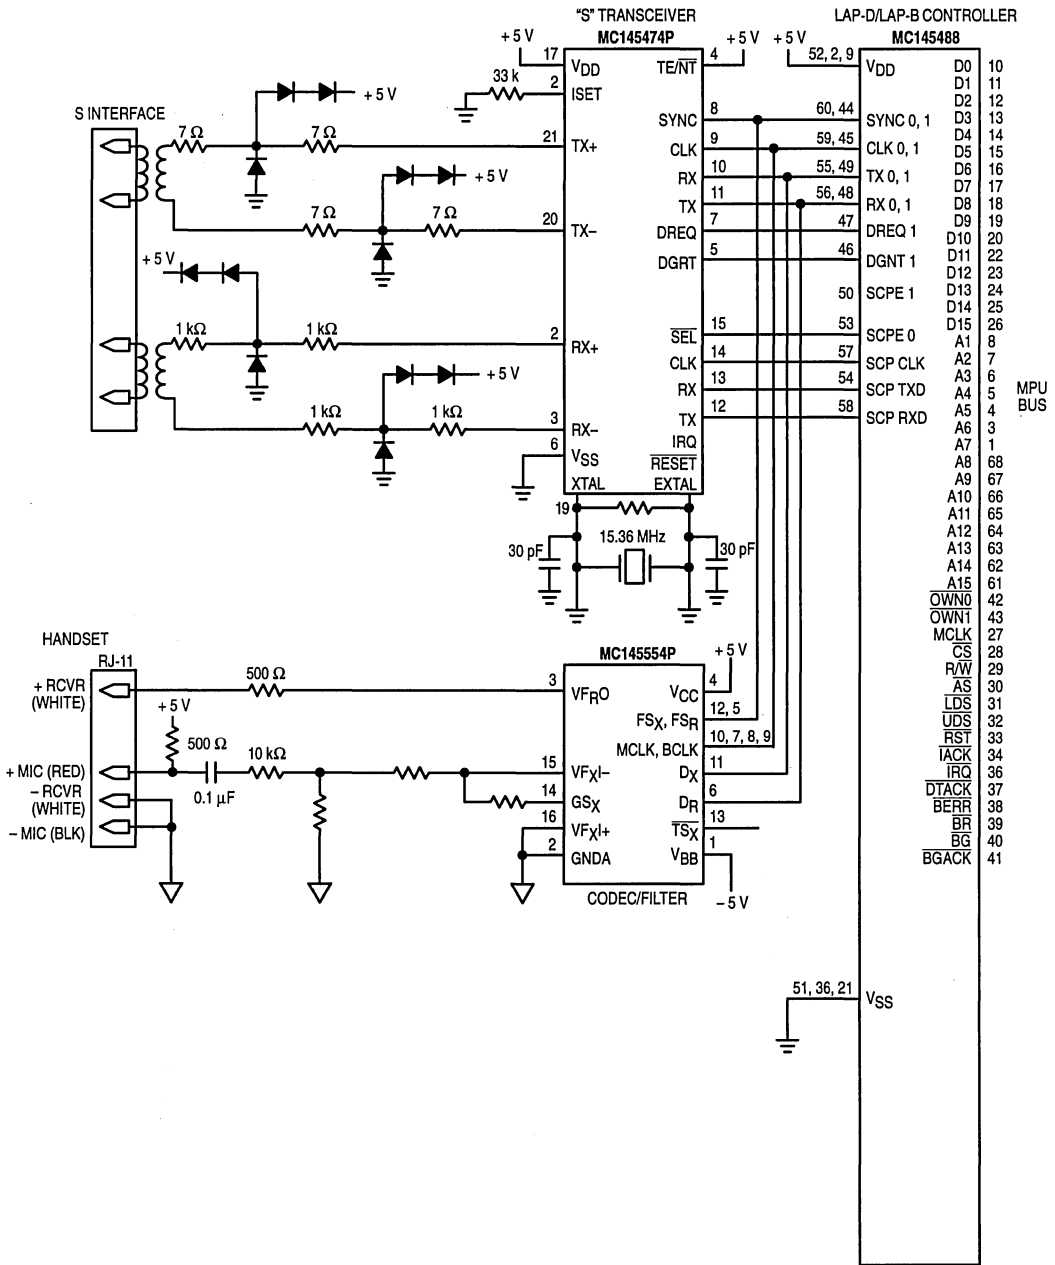 “S” TRANSCEIVER
MC145474P
LAP-D/LAP-B CONTROLLER
MC145488
+ 5 V
17
VDD
TE/NT
4
+ 5 V
+ 5 V
52, 2, 9
VDD
33 k
2
ISET
+ 5 V
S INTERFACE
7 Ω
7 Ω
21
TX+
+ 5 V
7 Ω
7 Ω
20
TX–
+ 5 V
1 kΩ
1 kΩ
2
RX+
+ 5 V
1 kΩ
1 kΩ
3
RX–
6
VSS
XTAL
EXTAL
19
SYNC
8
60, 44
SYNC 0, 1
CLK
9
59, 45
CLK 0, 1
RX
10
55, 49
TX 0, 1
TX
11
56, 48
RX 0, 1
DREQ
7
47
DREQ 1
DGRT
5
46
DGNT 1
50
SCPE 1
SEL
15
53
SCPE 0
CLK
14
57
SCP CLK
RX
13
54
SCP TXD
TX
12
58
SCP RXD
IRQ
RESET
30 pF
15.36 MHz
30 pF
D0 10
D1 11
D2 12
D3 13
D4 14
D5 15
D6 16
D7 17
D8 18
D9 19
D10 20
D11 22
D12 23
D13 24
D14 25
D15 26
A1 8
A2 7
A3 6
A4 5
A5 4
A6 3
A7 1
A8 68
A9 67
A10 66
A11 65
A12 64
A13 63
A14 62
A15 61
OWN0 42
OWN1 43
MCLK 27
CS 28
R/W 29
AS 30
LDS 31
UDS 32
RST 33
IACK 34
IRQ 36
DTACK 37
BERR 38
BR 39
BG 40
BGACK 41
MPU
BUS
HANDSET
RJ-11
+ RCVR
(WHITE)
500 Ω
+ 5 V
500 Ω
+ MIC (RED)
0.1 µF
10 kΩ
– RCVR
(WHITE)
– MIC (BLK)
MC145554P
3
VFRO
15
VFXI–
14
GSX
16
VFXI+
2
GNDA
+ 5 V
VCC
4
FSX, FSR
12, 5
MCLK, BCLK
10, 7, 8, 9
DX
11
DR
6
TSX
13
VBB
1
– 5 V
CODEC/FILTER
51, 36, 21
VSS